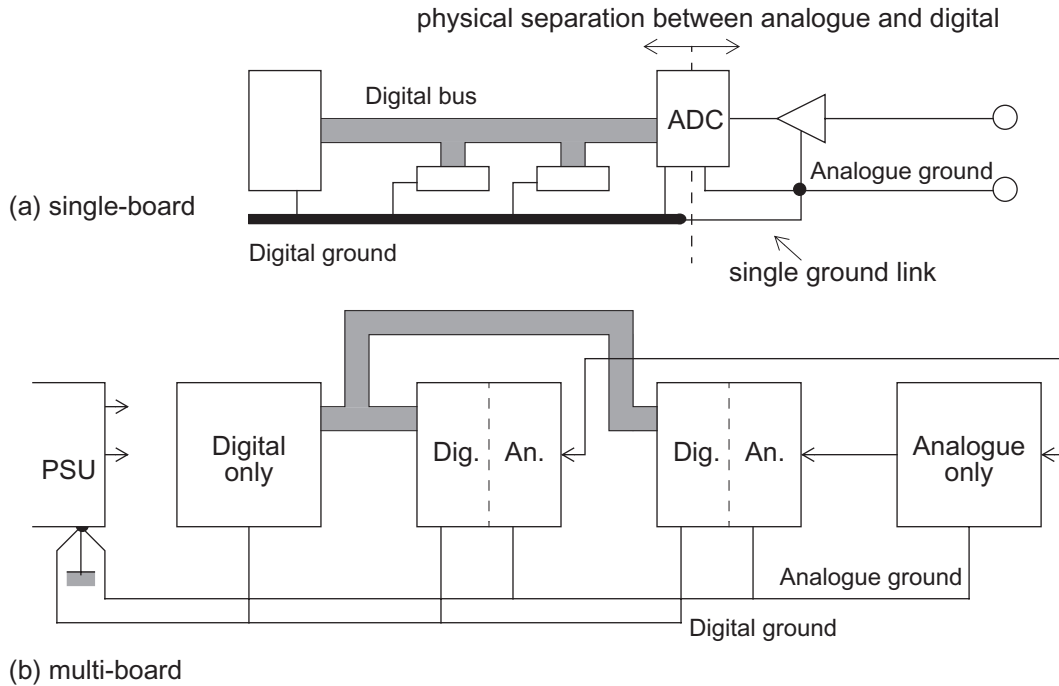 physical separation between analogue and digital
Digital bus
ADC
Analogue ground
(a) single-board
Digital ground
single ground link
PSU
Digital
only
Dig.
An.
Dig.
An.
Analogue
only
Analogue ground
Digital ground
(b) multi-board